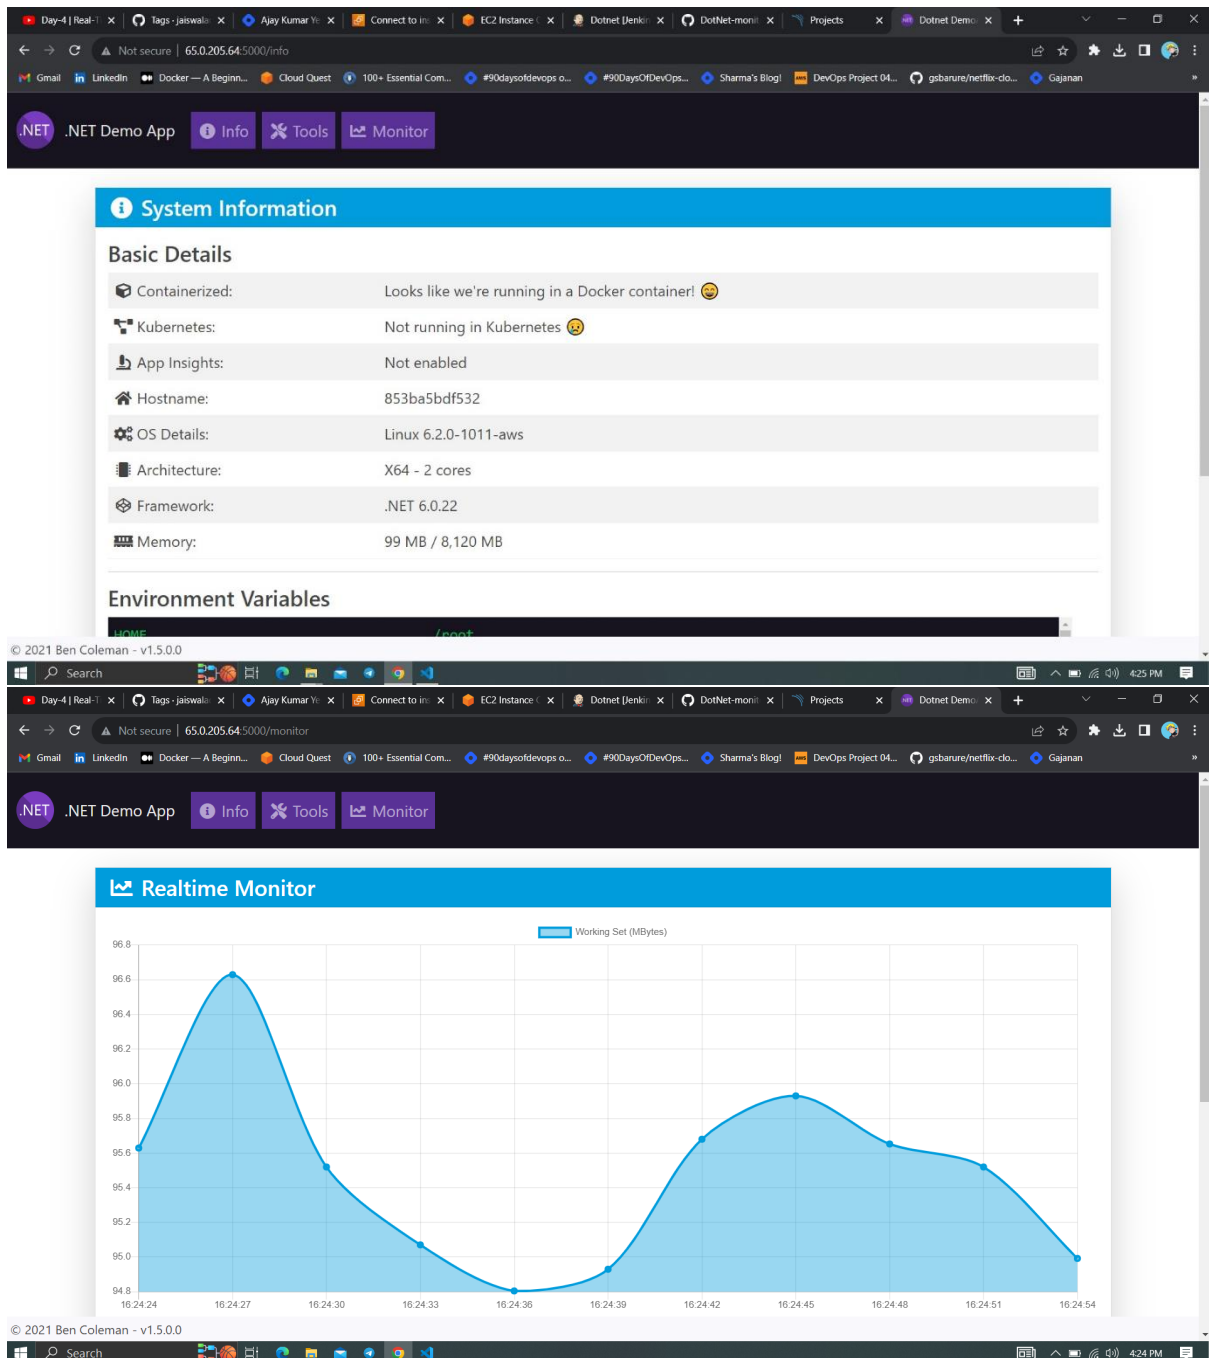 Day-4 | Real-T Tags · jaiswala Ajay Kumar Ye Connect to ins EC2 Instance C Dotnet [Jenkin DotNet-monit Projects Dotnet Demo
Not secure | 65.0.205.64:5000/info
Gmail LinkedIn Docker — A Beginn... Cloud Quest 100+ Essential Com... #90daysofdevops o... #90DaysOfDevOps... Sharma's Blog! DevOps Project 04... gsbarure/netflix-clo... Gajanan »
.NET .NET Demo App Info Tools Monitor
System Information
Basic Details
Containerized: Looks like we're running in a Docker container! 😄
Kubernetes: Not running in Kubernetes 😢
App Insights: Not enabled
Hostname: 853ba5bdf532
OS Details: Linux 6.2.0-1011-aws
Architecture: X64 - 2 cores
Framework: .NET 6.0.22
Memory: 99 MB / 8,120 MB
Environment Variables
HOME /root
© 2021 Ben Coleman - v1.5.0.0
Search 4:25 PM
Day-4 | Real-T Tags · jaiswala Ajay Kumar Ye Connect to ins EC2 Instance C Dotnet [Jenkin DotNet-monit Projects Dotnet Demo
Not secure | 65.0.205.64:5000/monitor
Gmail LinkedIn Docker — A Beginn... Cloud Quest 100+ Essential Com... #90daysofdevops o... #90DaysOfDevOps... Sharma's Blog! DevOps Project 04... gsbarure/netflix-clo... Gajanan »
.NET .NET Demo App Info Tools Monitor
Realtime Monitor
Working Set (MBytes)
96.8
96.6
96.4
96.2
96.0
95.8
95.6
95.4
95.2
95.0
94.8
16:24:24 16:24:27 16:24:30 16:24:33 16:24:36 16:24:39 16:24:42 16:24:45 16:24:48 16:24:51 16:24:54
© 2021 Ben Coleman - v1.5.0.0
Search 4:24 PM